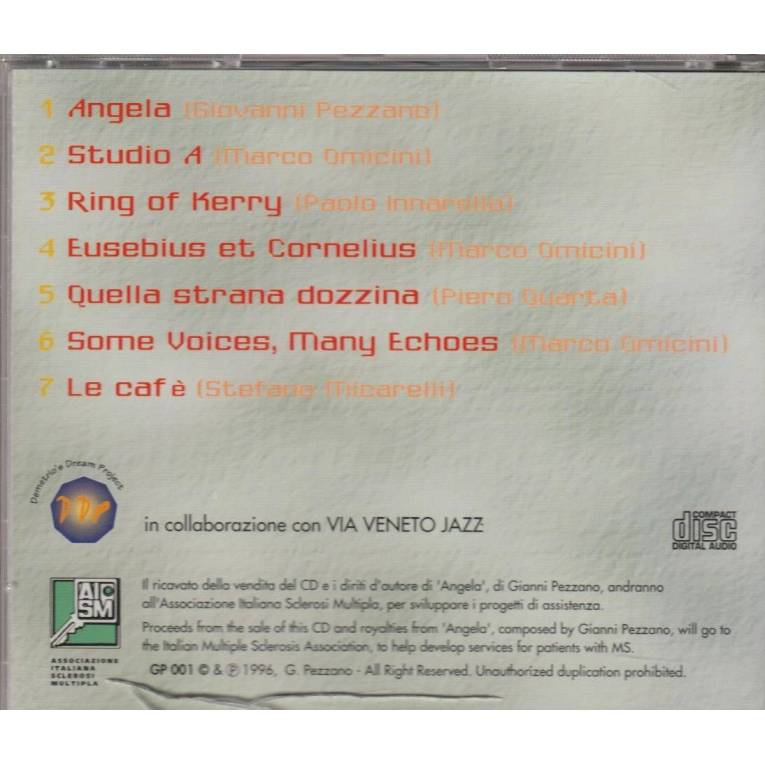 1 Angela (Giovanni Pezzano)
2 Studio A (Marco Omicini)
3 Ring of Kerry (Paolo Innarella)
4 Eusebius et Cornelius (Marco Omicini)
5 Quella strana dozzina (Piero Quarta)
6 Some Voices, Many Echoes (Marco Omicini)
7 Le cafè (Stefano Micarelli)
Demetrio'e Dream Project
DDP
in collaborazione con VIA VENETO JAZZ
COMPACT
disc
DIGITAL AUDIO
AISM
ASSOCIAZIONE
ITALIANA
SCLEROSI
MULTIPLA
Il ricavato della vendita del CD e i diritti d'autore di 'Angela', di Gianni Pezzano, andranno
all'Associazione Italiana Sclerosi Multipla, per sviluppare i progetti di assistenza.
Proceeds from the sale of this CD and royalties from 'Angela', composed by Gianni Pezzano, will go to
the Italian Multiple Sclerosis Association, to help develop services for patients with MS.
GP 001 © & ℗ 1996, G. Pezzano - All Right Reserved. Unauthorized duplication prohibited.